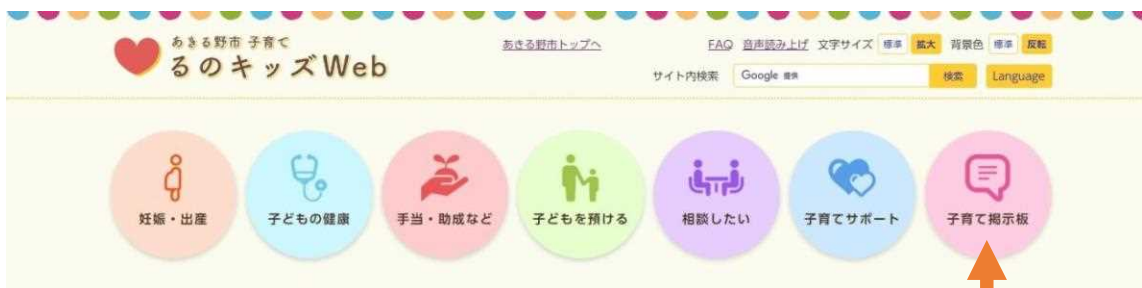 あきる野市 子育て
るのキッズWeb
あきる野市トップへ
FAQ 音声読み上げ 文字サイズ 標準 拡大 背景色 標準 反転
サイト内検索 Google 提供 検索 Language
妊娠・出産 子どもの健康 手当・助成など 子どもを預ける 相談したい 子育てサポート 子育て掲示板